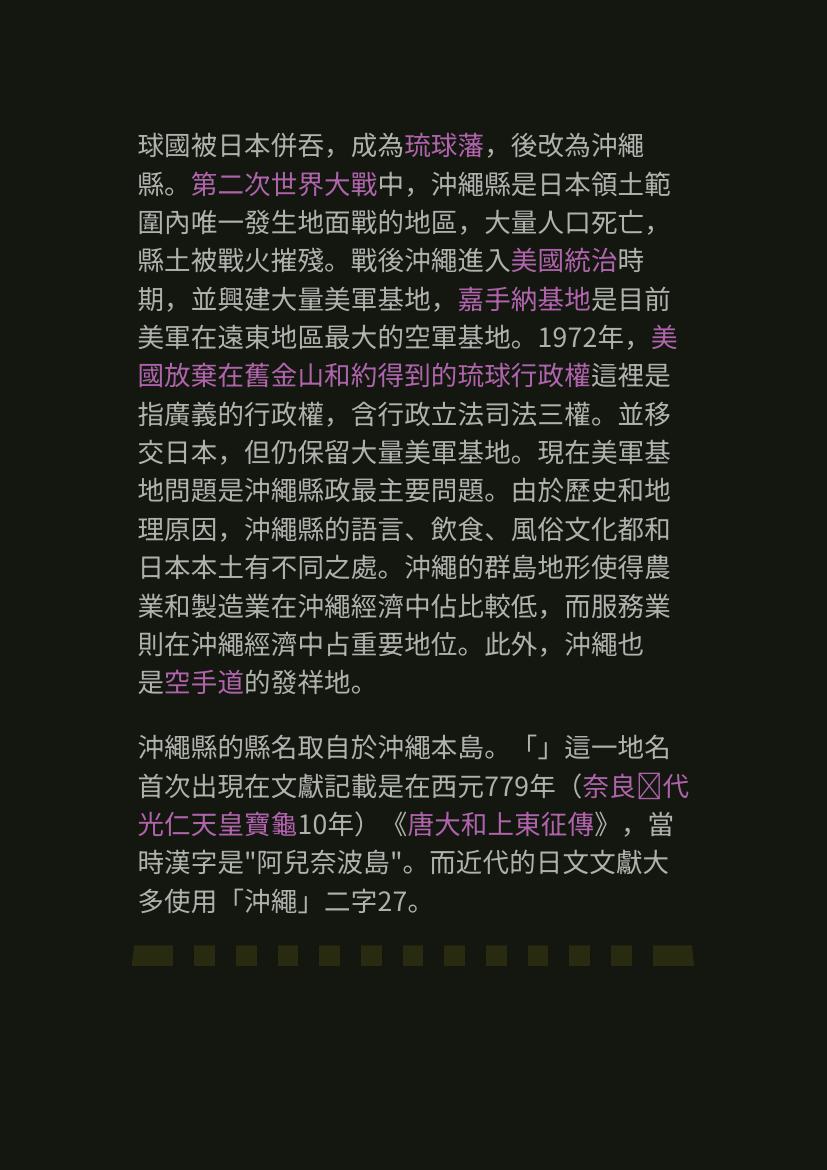 球國被日本併吞，成為琉球藩，後改為沖繩
縣。第二次世界大戰中，沖繩縣是日本領土範
圍內唯一發生地面戰的地區，大量人口死亡，
縣土被戰火摧殘。戰後沖繩進入美國統治時
期，並興建大量美軍基地，嘉手納基地是目前
美軍在遠東地區最大的空軍基地。1972年，美
國放棄在舊金山和約得到的琉球行政權這裡是
指廣義的行政權，含行政立法司法三權。並移
交日本，但仍保留大量美軍基地。現在美軍基
地問題是沖繩縣政最主要問題。由於歷史和地
理原因，沖繩縣的語言、飲食、風俗文化都和
日本本土有不同之處。沖繩的群島地形使得農
業和製造業在沖繩經濟中佔比較低，而服務業
則在沖繩經濟中占重要地位。此外，沖繩也
是空手道的發祥地。
沖繩縣的縣名取自於沖繩本島。「」這一地名
首次出現在文獻記載是在西元779年（奈良代
光仁天皇寶龜10年）《唐大和上東征傳》，當
時漢字是"阿兒奈波島"。而近代的日文文獻大
多使用「沖繩」二字27。